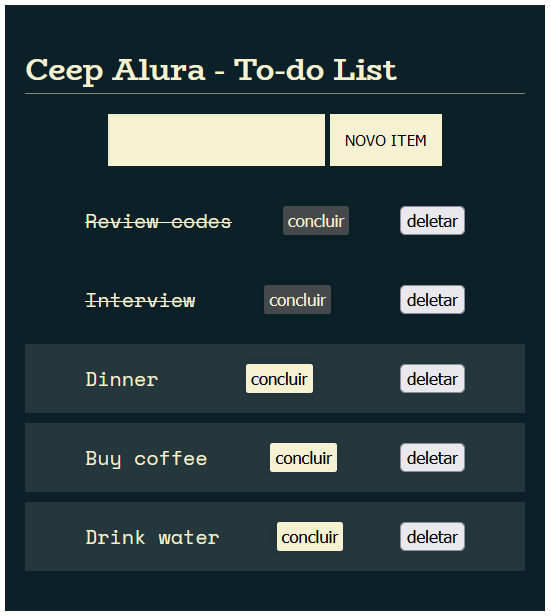 Ceep Alura - To-do List
NOVO ITEM
Review codes concluir deletar
Interview concluir deletar
Dinner concluir deletar
Buy coffee concluir deletar
Drink water concluir deletar